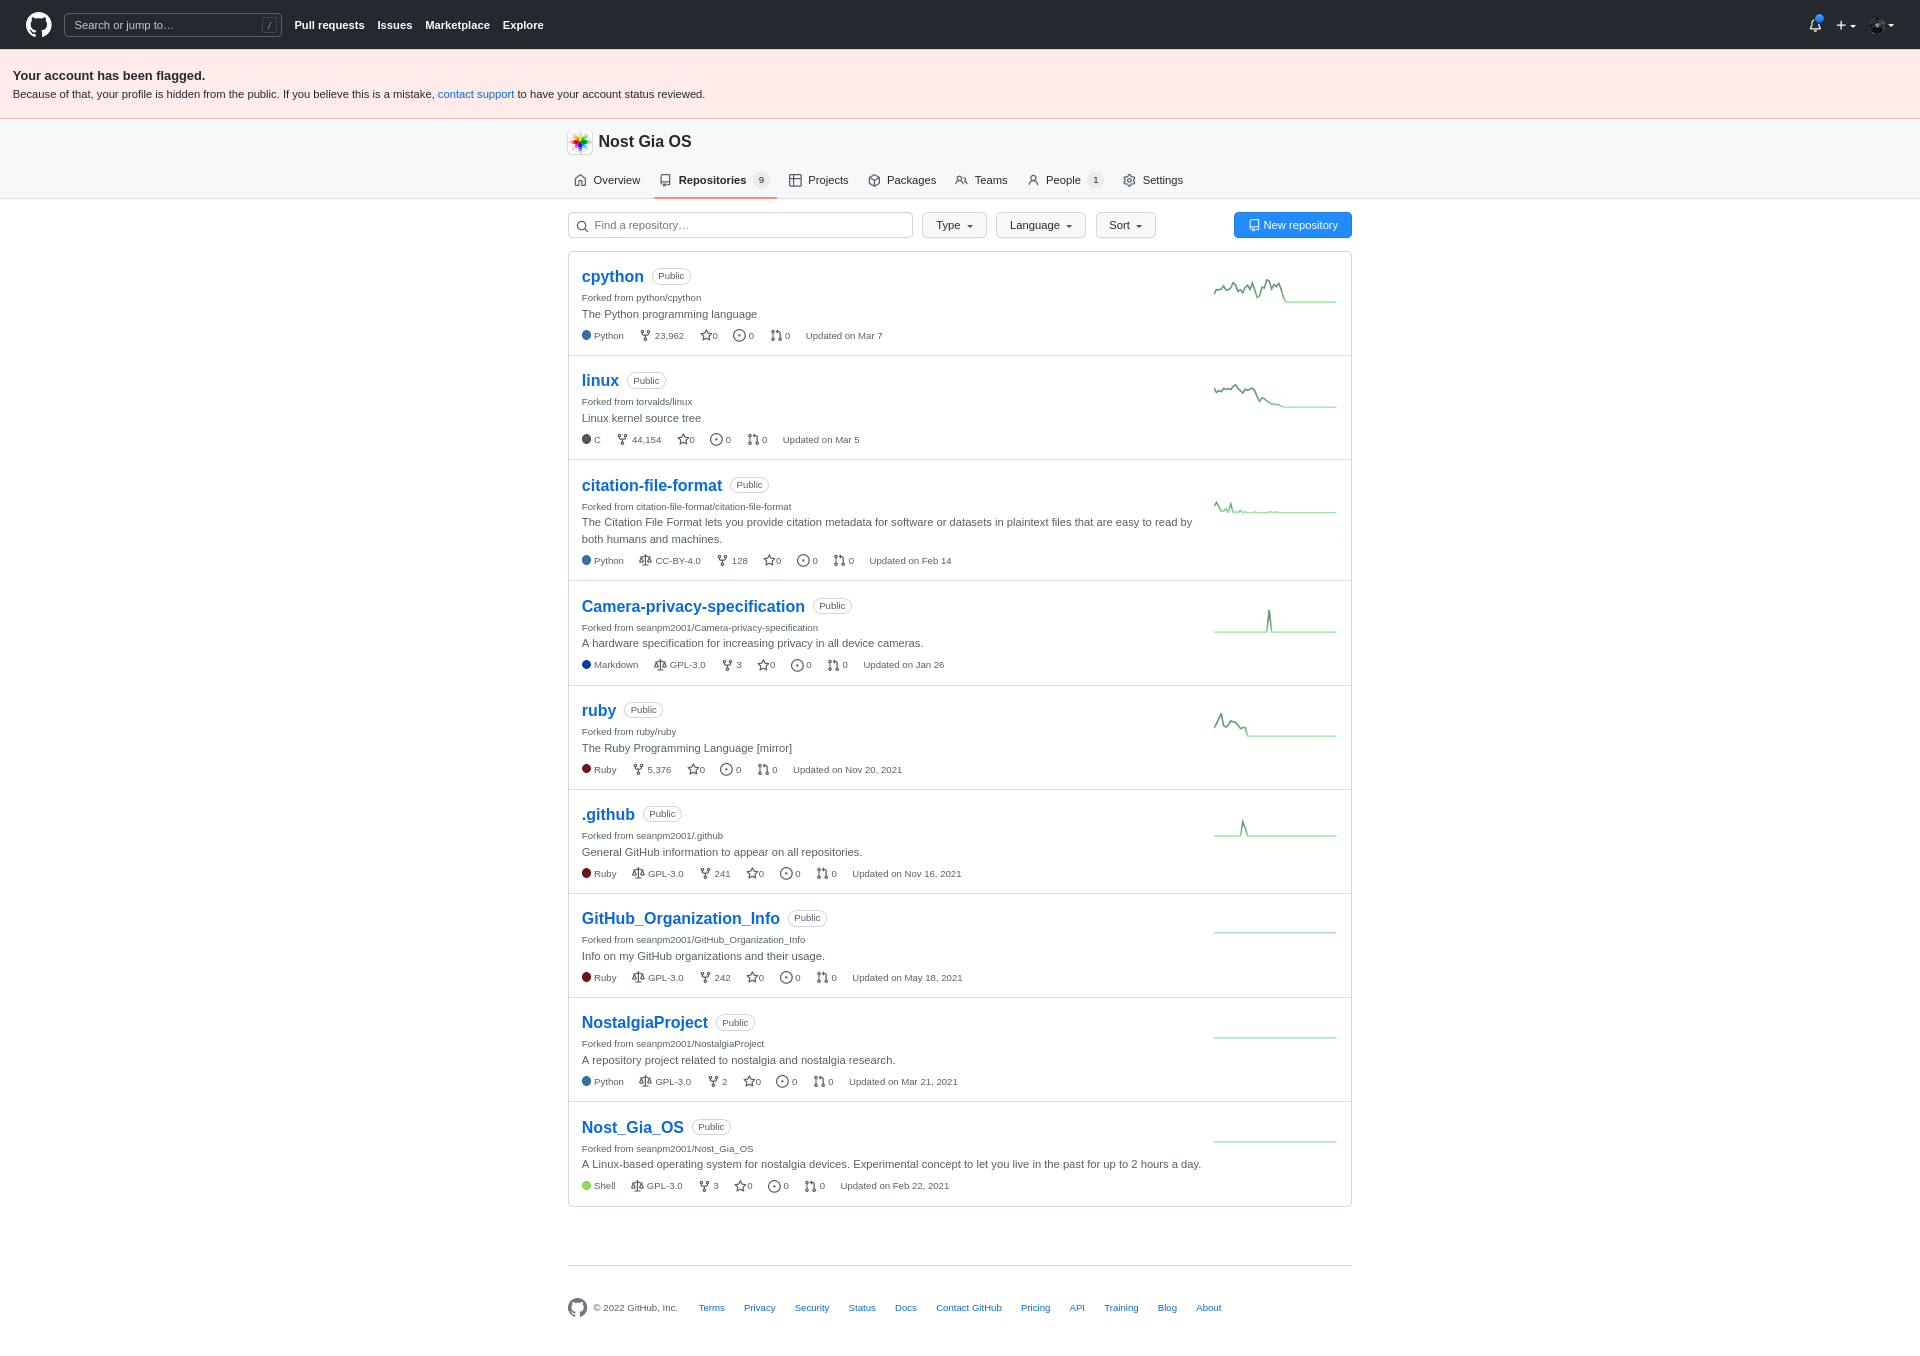 Search or jump to… /
Pull requests Issues Marketplace Explore
Your account has been flagged.
Because of that, your profile is hidden from the public. If you believe this is a mistake, contact support to have your account status reviewed.
Nost Gia OS
Overview Repositories 9 Projects Packages Teams People 1 Settings
Find a repository… Type Language Sort New repository
cpython Public
Forked from python/cpython
The Python programming language
Python 23,962 0 0 0 Updated on Mar 7
linux Public
Forked from torvalds/linux
Linux kernel source tree
C 44,154 0 0 0 Updated on Mar 5
citation-file-format Public
Forked from citation-file-format/citation-file-format
The Citation File Format lets you provide citation metadata for software or datasets in plaintext files that are easy to read by
both humans and machines.
Python CC-BY-4.0 128 0 0 0 Updated on Feb 14
Camera-privacy-specification Public
Forked from seanpm2001/Camera-privacy-specification
A hardware specification for increasing privacy in all device cameras.
Markdown GPL-3.0 3 0 0 0 Updated on Jan 26
ruby Public
Forked from ruby/ruby
The Ruby Programming Language [mirror]
Ruby 5,376 0 0 0 Updated on Nov 20, 2021
.github Public
Forked from seanpm2001/.github
General GitHub information to appear on all repositories.
Ruby GPL-3.0 241 0 0 0 Updated on Nov 16, 2021
GitHub_Organization_Info Public
Forked from seanpm2001/GitHub_Organization_Info
Info on my GitHub organizations and their usage.
Ruby GPL-3.0 242 0 0 0 Updated on May 18, 2021
NostalgiaProject Public
Forked from seanpm2001/NostalgiaProject
A repository project related to nostalgia and nostalgia research.
Python GPL-3.0 2 0 0 0 Updated on Mar 21, 2021
Nost_Gia_OS Public
Forked from seanpm2001/Nost_Gia_OS
A Linux-based operating system for nostalgia devices. Experimental concept to let you live in the past for up to 2 hours a day.
Shell GPL-3.0 3 0 0 0 Updated on Feb 22, 2021
© 2022 GitHub, Inc. Terms Privacy Security Status Docs Contact GitHub Pricing API Training Blog About